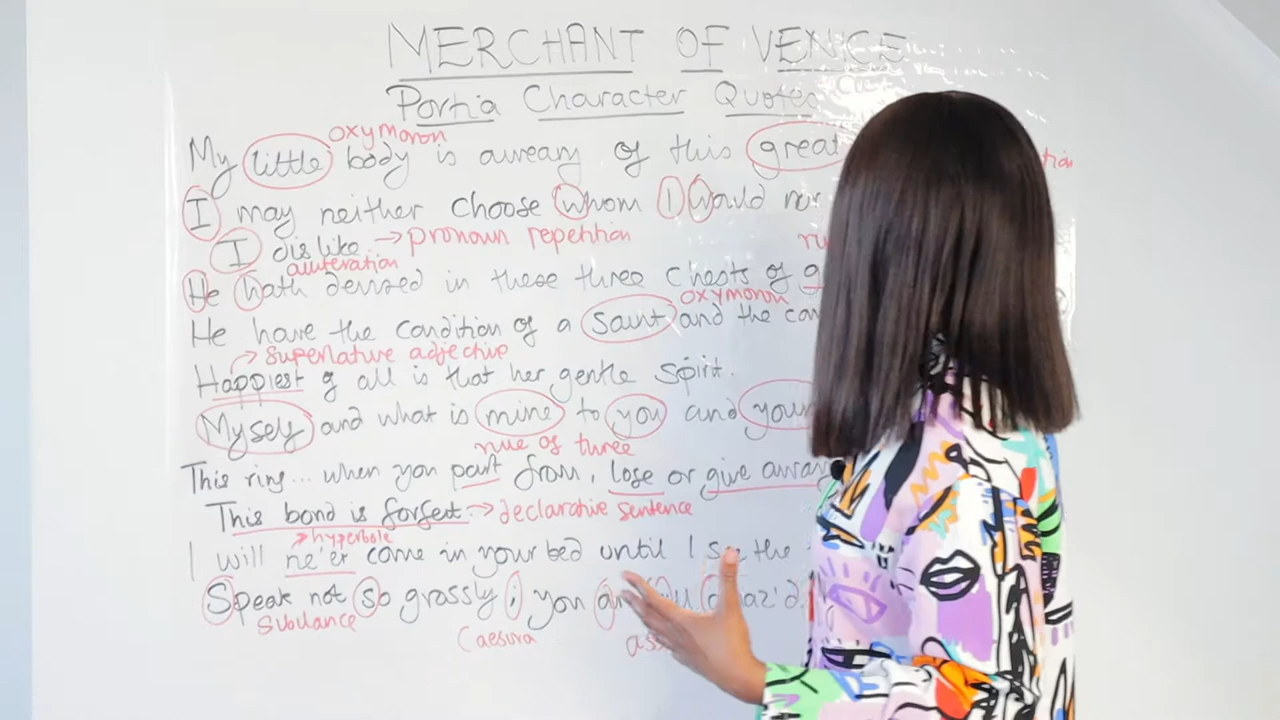 MERCHANT OF VENICE
Portia Character Quotes
oxymoron
My little body is aweary of this great
I may neither choose whom I would nor
I dislike → pronoun repetition
alliteration
He hath devised in these three chests of
oxymoron
He have the condition of a saint and the
→ superlative adjective
Happiest of all is that her gentle spirit.
Myself and what is mine to you and
rule of three
This ring... when you part from, lose or give away
This bond is forfeit → declarative sentence
→ hyperbole
I will ne'er come in your bed until I see the
Speak not so grossly; you are all amaz'd.
Sibilance
Caesura